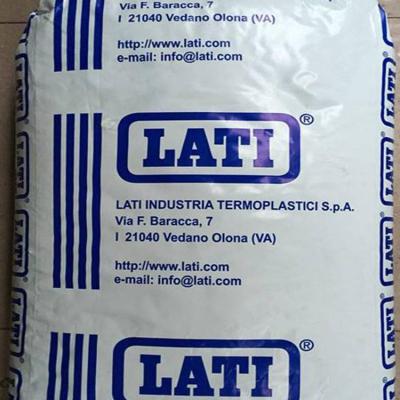 Via F. Baracca, 7
I 21040 Vedano Olona (VA)
http://www.lati.com
e-mail: info@lati.com
LATI®
LATI INDUSTRIA TERMOPLASTICI S.p.A.
Via F. Baracca, 7
I 21040 Vedano Olona (VA)
http://www.lati.com
e-mail: info@lati.com
LATI®